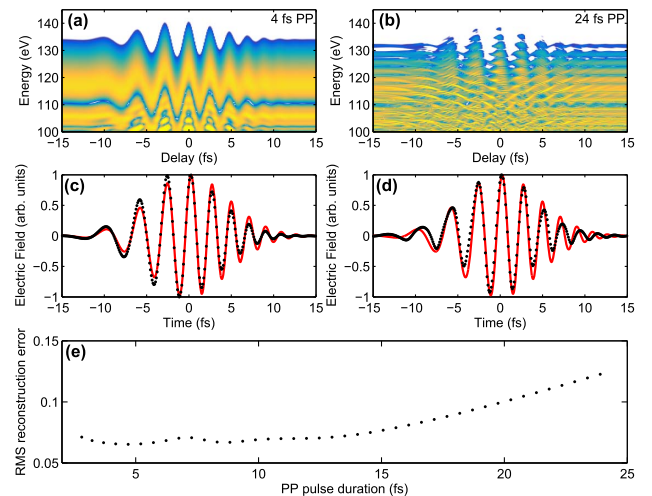 (a) 4 fs PP
(b) 24 fs PP
140
130
120
110
100
Energy (eV)
−15 −10 −5 0 5 10 15
Delay (fs)
140
130
120
110
100
Energy (eV)
−15 −10 −5 0 5 10 15
Delay (fs)
(c)
1
0.5
0
−0.5
−1
Electric Field (arb. units)
−15 −10 −5 0 5 10 15
Time (fs)
(d)
1
0.5
0
−0.5
−1
Electric Field (arb. units)
−15 −10 −5 0 5 10 15
Time (fs)
(e)
0.15
0.1
0.05
RMS reconstruction error
5 10 15 20 25
PP pulse duration (fs)